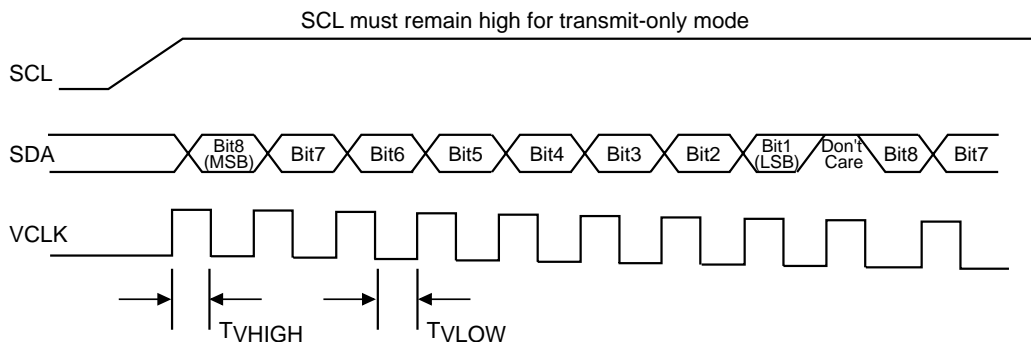 SCL must remain high for transmit-only mode
SCL
SDA
Bit8
(MSB)
Bit7
Bit6
Bit5
Bit4
Bit3
Bit2
Bit1
(LSB)
Don't
Care
Bit8
Bit7
VCLK
TVHIGH
TVLOW